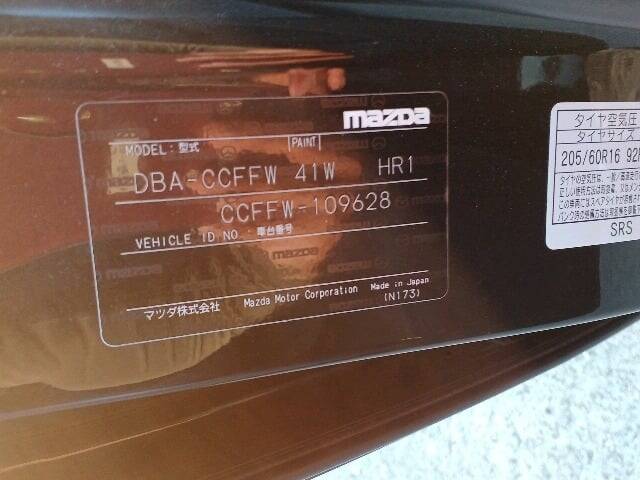 mazda
MODEL: 型式 PAINT
DBA-CCFFW 41W HR1
CCFFW-109628
VEHICLE ID NO 車台番号
マツダ株式会社 Mazda Motor Corporation Made in Japan
(N173)
タイヤ空気圧
タイヤサイズ
205/60R16 92
SRS